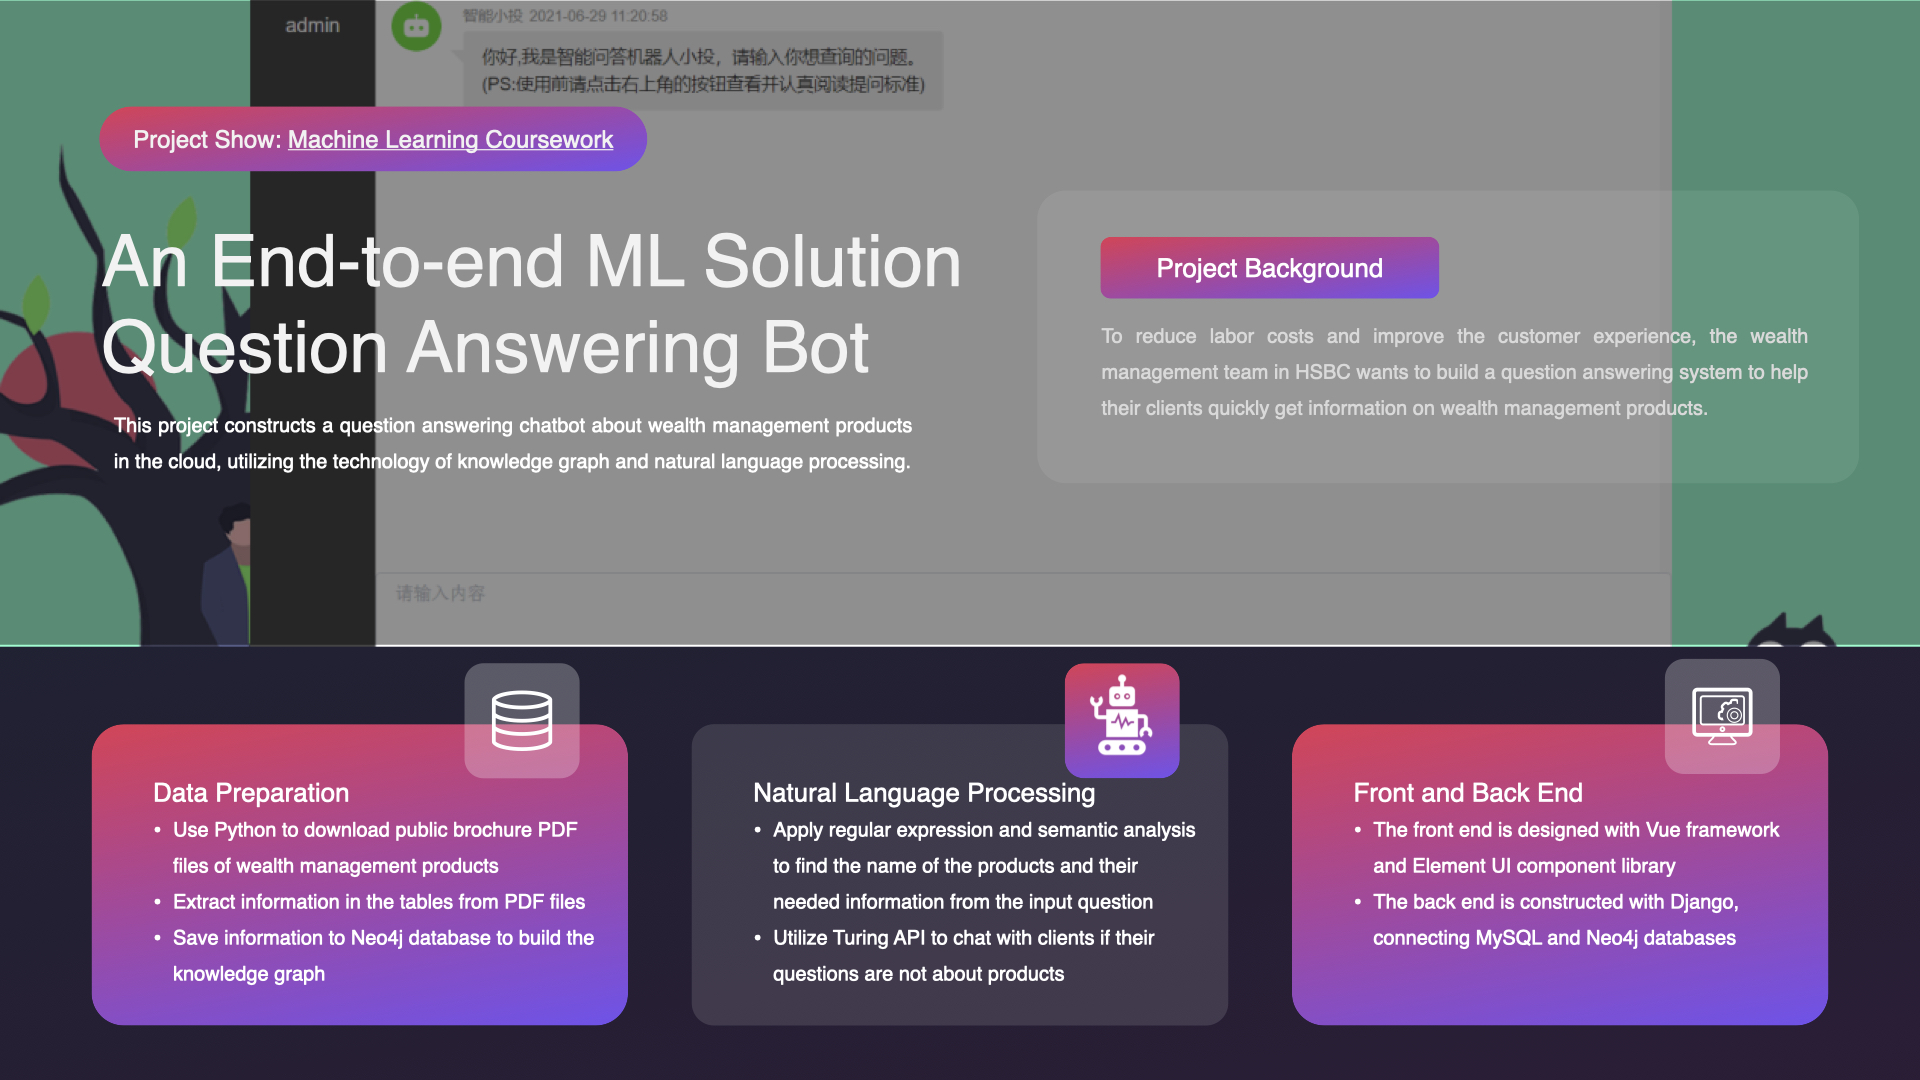 admin
智能小投 2021-06-29 11:20:58
你好,我是智能问答机器人小投，请输入你想查询的问题。
(PS:使用前请点击右上角的按钮查看并认真阅读提问标准)
Project Show: Machine Learning Coursework
An End-to-end ML Solution
Question Answering Bot
This project constructs a question answering chatbot about wealth management products
in the cloud, utilizing the technology of knowledge graph and natural language processing.
Project Background
To reduce labor costs and improve the customer experience, the wealth
management team in HSBC wants to build a question answering system to help
their clients quickly get information on wealth management products.
请输入内容
Data Preparation
• Use Python to download public brochure PDF
files of wealth management products
• Extract information in the tables from PDF files
• Save information to Neo4j database to build the
knowledge graph
Natural Language Processing
• Apply regular expression and semantic analysis
to find the name of the products and their
needed information from the input question
• Utilize Turing API to chat with clients if their
questions are not about products
Front and Back End
• The front end is designed with Vue framework
and Element UI component library
• The back end is constructed with Django,
connecting MySQL and Neo4j databases